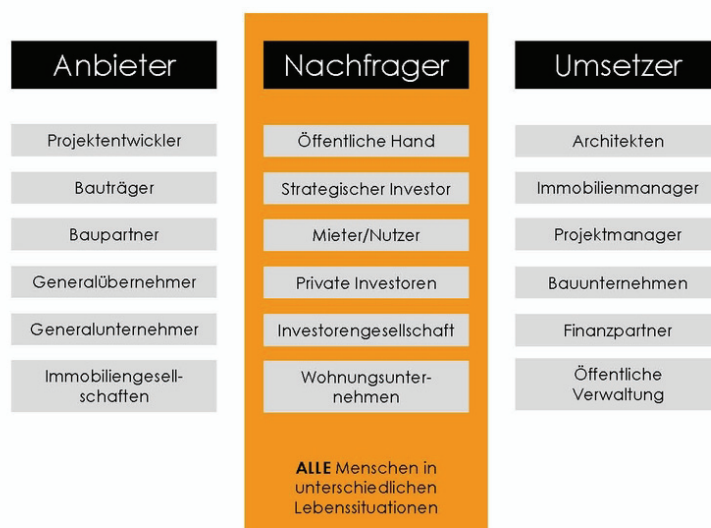 Anbieter
Projektentwickler
Bauträger
Baupartner
Generalübernehmer
Generalunternehmer
Immobiliengesell-
schaften
Nachfrager
Öffentliche Hand
Strategischer Investor
Mieter/Nutzer
Private Investoren
Investorengesellschaft
Wohnungsunter-
nehmen
ALLE Menschen in
unterschiedlichen
Lebenssituationen
Umsetzer
Architekten
Immobilienmanager
Projektmanager
Bauunternehmen
Finanzpartner
Öffentliche
Verwaltung